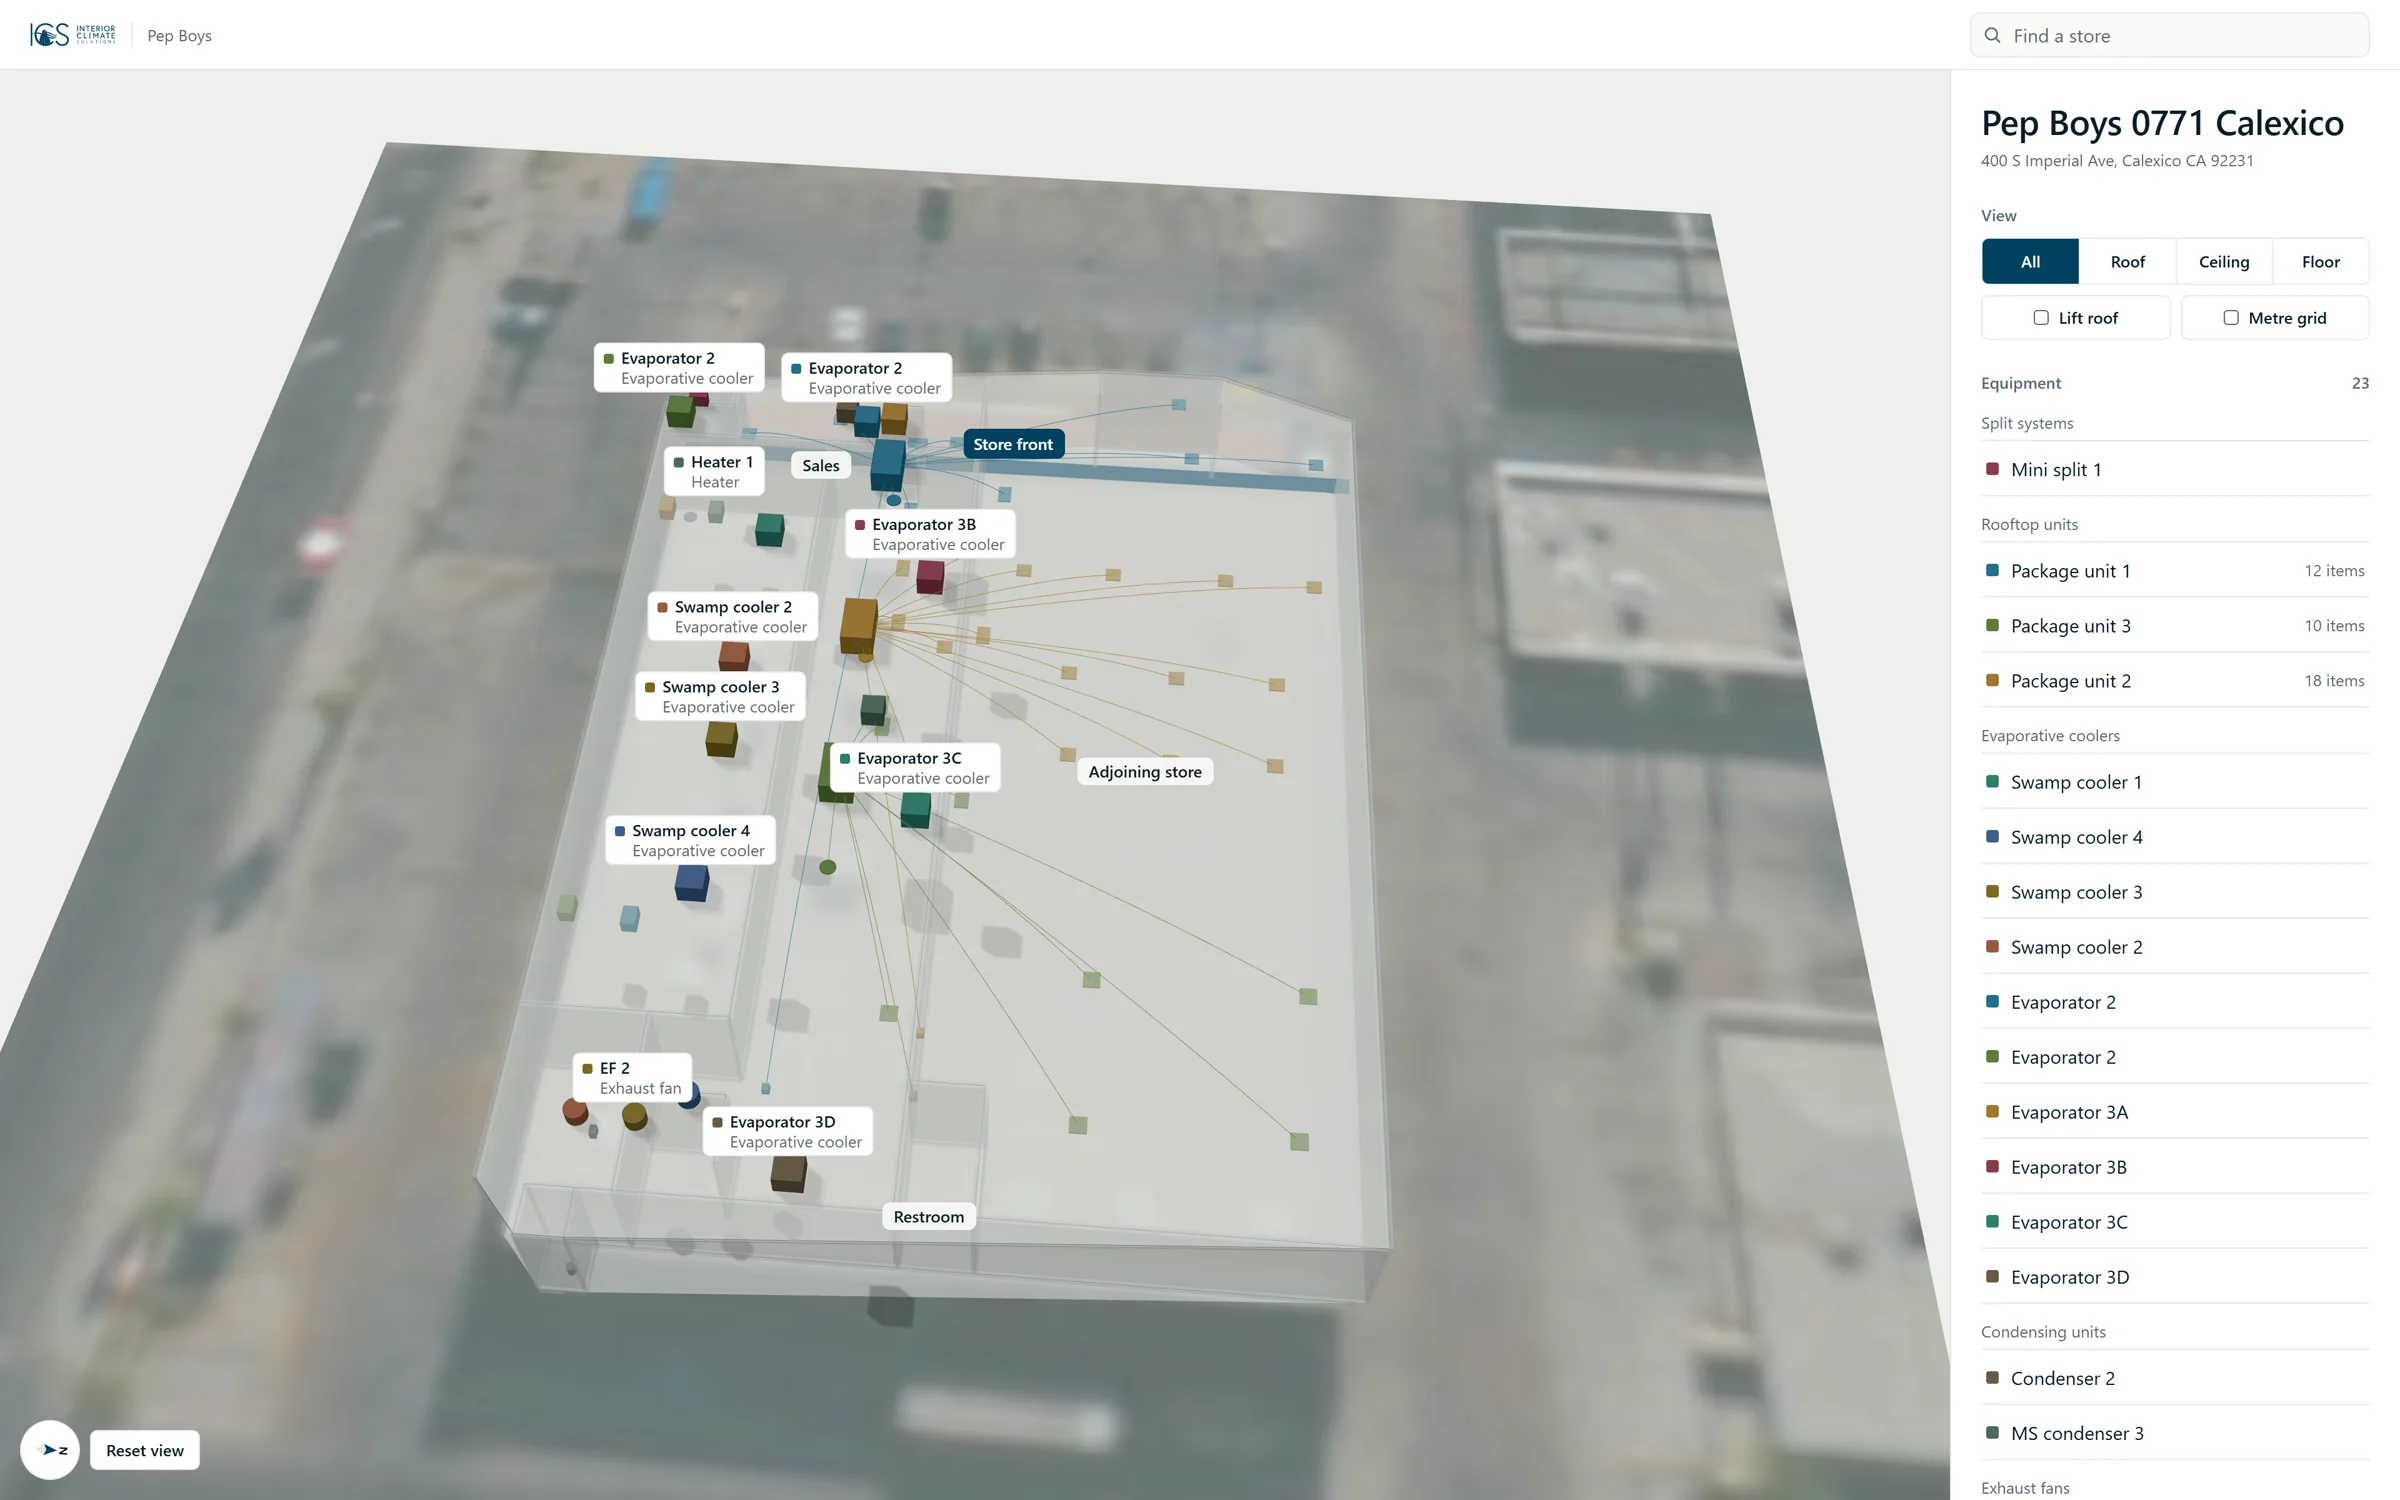 ICS INTERIOR
CLIMATE
SOLUTIONS
Pep Boys
Find a store
Evaporator 2
Evaporative cooler
Evaporator 2
Evaporative cooler
Store front
Sales
Heater 1
Heater
Evaporator 3B
Evaporative cooler
Swamp cooler 2
Evaporative cooler
Swamp cooler 3
Evaporative cooler
Evaporator 3C
Evaporative cooler
Adjoining store
Swamp cooler 4
Evaporative cooler
EF 2
Exhaust fan
Evaporator 3D
Evaporative cooler
Restroom
Z
Reset view
Pep Boys 0771 Calexico
400 S Imperial Ave, Calexico CA 92231
View
All Roof Ceiling Floor
Lift roof Metre grid
Equipment 23
Split systems
Mini split 1
Rooftop units
Package unit 1 12 items
Package unit 3 10 items
Package unit 2 18 items
Evaporative coolers
Swamp cooler 1
Swamp cooler 4
Swamp cooler 3
Swamp cooler 2
Evaporator 2
Evaporator 2
Evaporator 3A
Evaporator 3B
Evaporator 3C
Evaporator 3D
Condensing units
Condenser 2
MS condenser 3
Exhaust fans